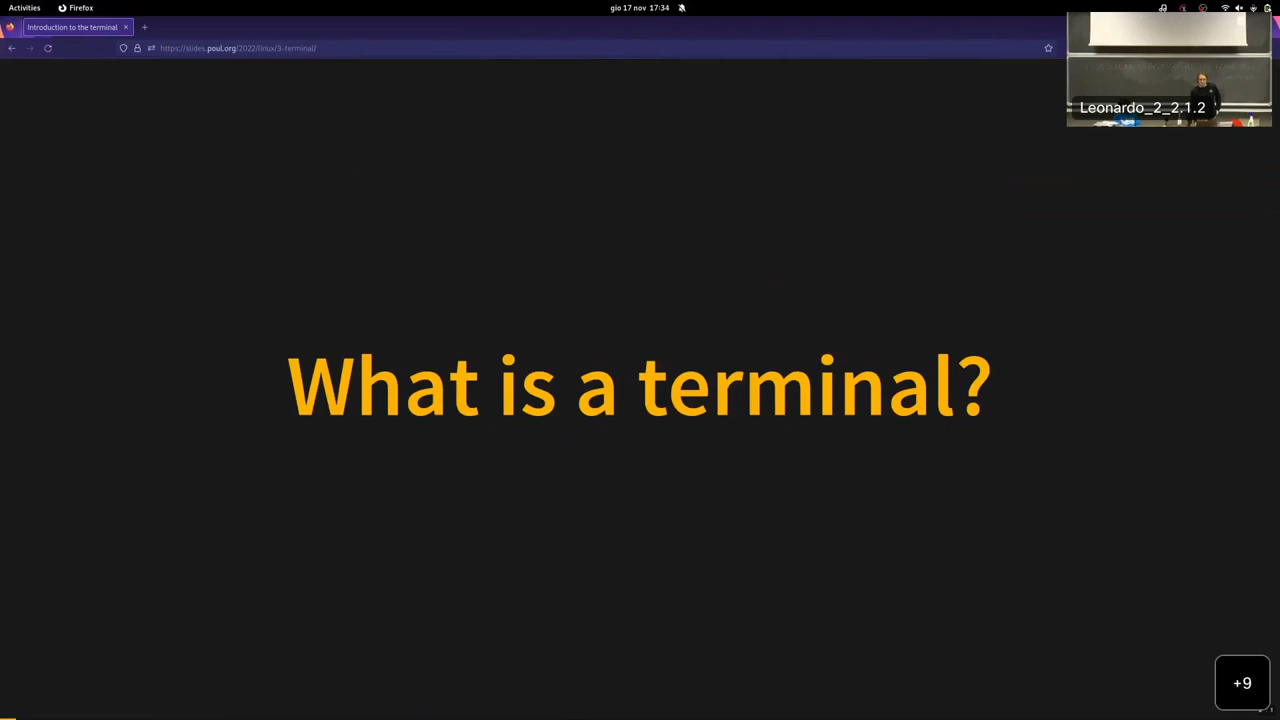 Activities
Firefox
gio 17 nov 17:34
Introduction to the terminal
https://slides.poul.org/2022/linux/3-terminal/
Leonardo_2_2.1.2
What is a terminal?
+9